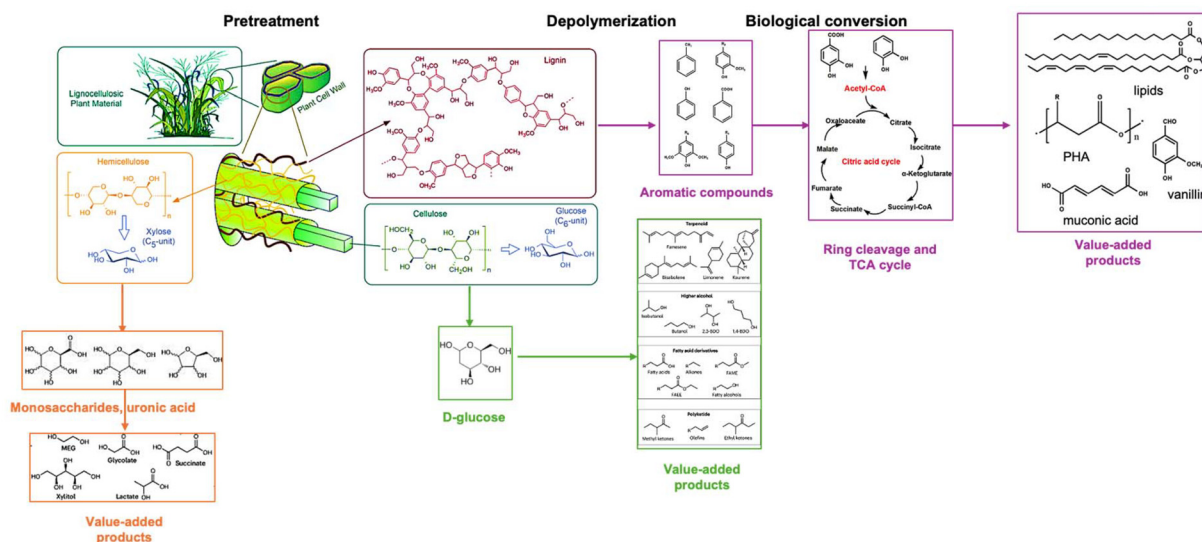 Pretreatment
Depolymerization
Biological conversion
Lignocellulosic
Plant Material
Plant Cell Wall
Lignin
Hemicellulose
n
Xylose
(C5-unit)
Cellulose
n
Glucose
(C6-unit)
Monosaccharides, uronic acid
MEG
Glycolate
Succinate
Xylitol
Lactate
Value-added
products
D-glucose
Aromatic compounds
Terpenoid
Farnesene
Bisabolene
Limonene
Kaurene
Higher alcohol
Isobutanol
Butanol
2,3-BDO
1,4-BDO
Fatty acid derivatives
Fatty acids
Alkanes
FAME
FAEE
Fatty alcohols
Polyketide
Methyl ketones
Olefins
Ethyl ketones
Value-added
products
Acetyl-CoA
Oxaloacetate
Citrate
Malate
Isocitrate
Citric acid cycle
α-Ketoglutarate
Fumarate
Succinate
Succinyl-CoA
Ring cleavage and
TCA cycle
lipids
R
O
n
PHA
vanillin
muconic acid
Value-added
products